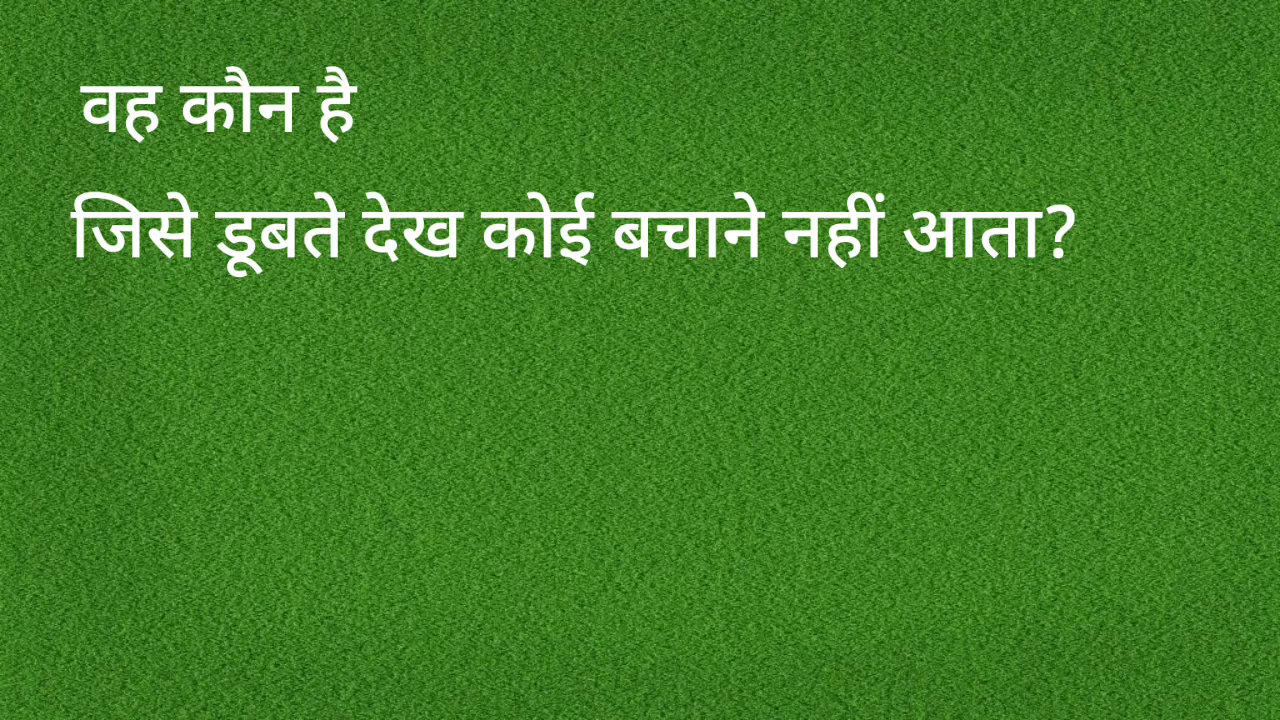 वह कौन है
जिसे डूबते देख कोई बचाने नहीं आता?